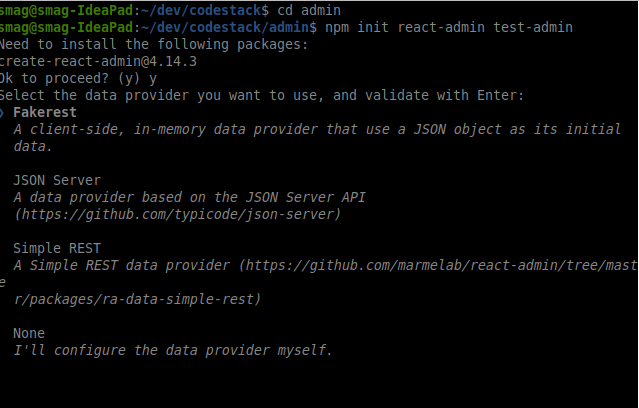 smag@smag-IdeaPad:~/dev/codestack$ cd admin
smag@smag-IdeaPad:~/dev/codestack/admin$ npm init react-admin test-admin
Need to install the following packages:
create-react-admin@4.14.3
Ok to proceed? (y) y
Select the data provider you want to use, and validate with Enter:
❯ Fakerest
A client-side, in-memory data provider that use a JSON object as its initial
data.
JSON Server
A data provider based on the JSON Server API
(https://github.com/typicode/json-server)
Simple REST
A Simple REST data provider (https://github.com/marmelab/react-admin/tree/mast
e
r/packages/ra-data-simple-rest)
None
I'll configure the data provider myself.